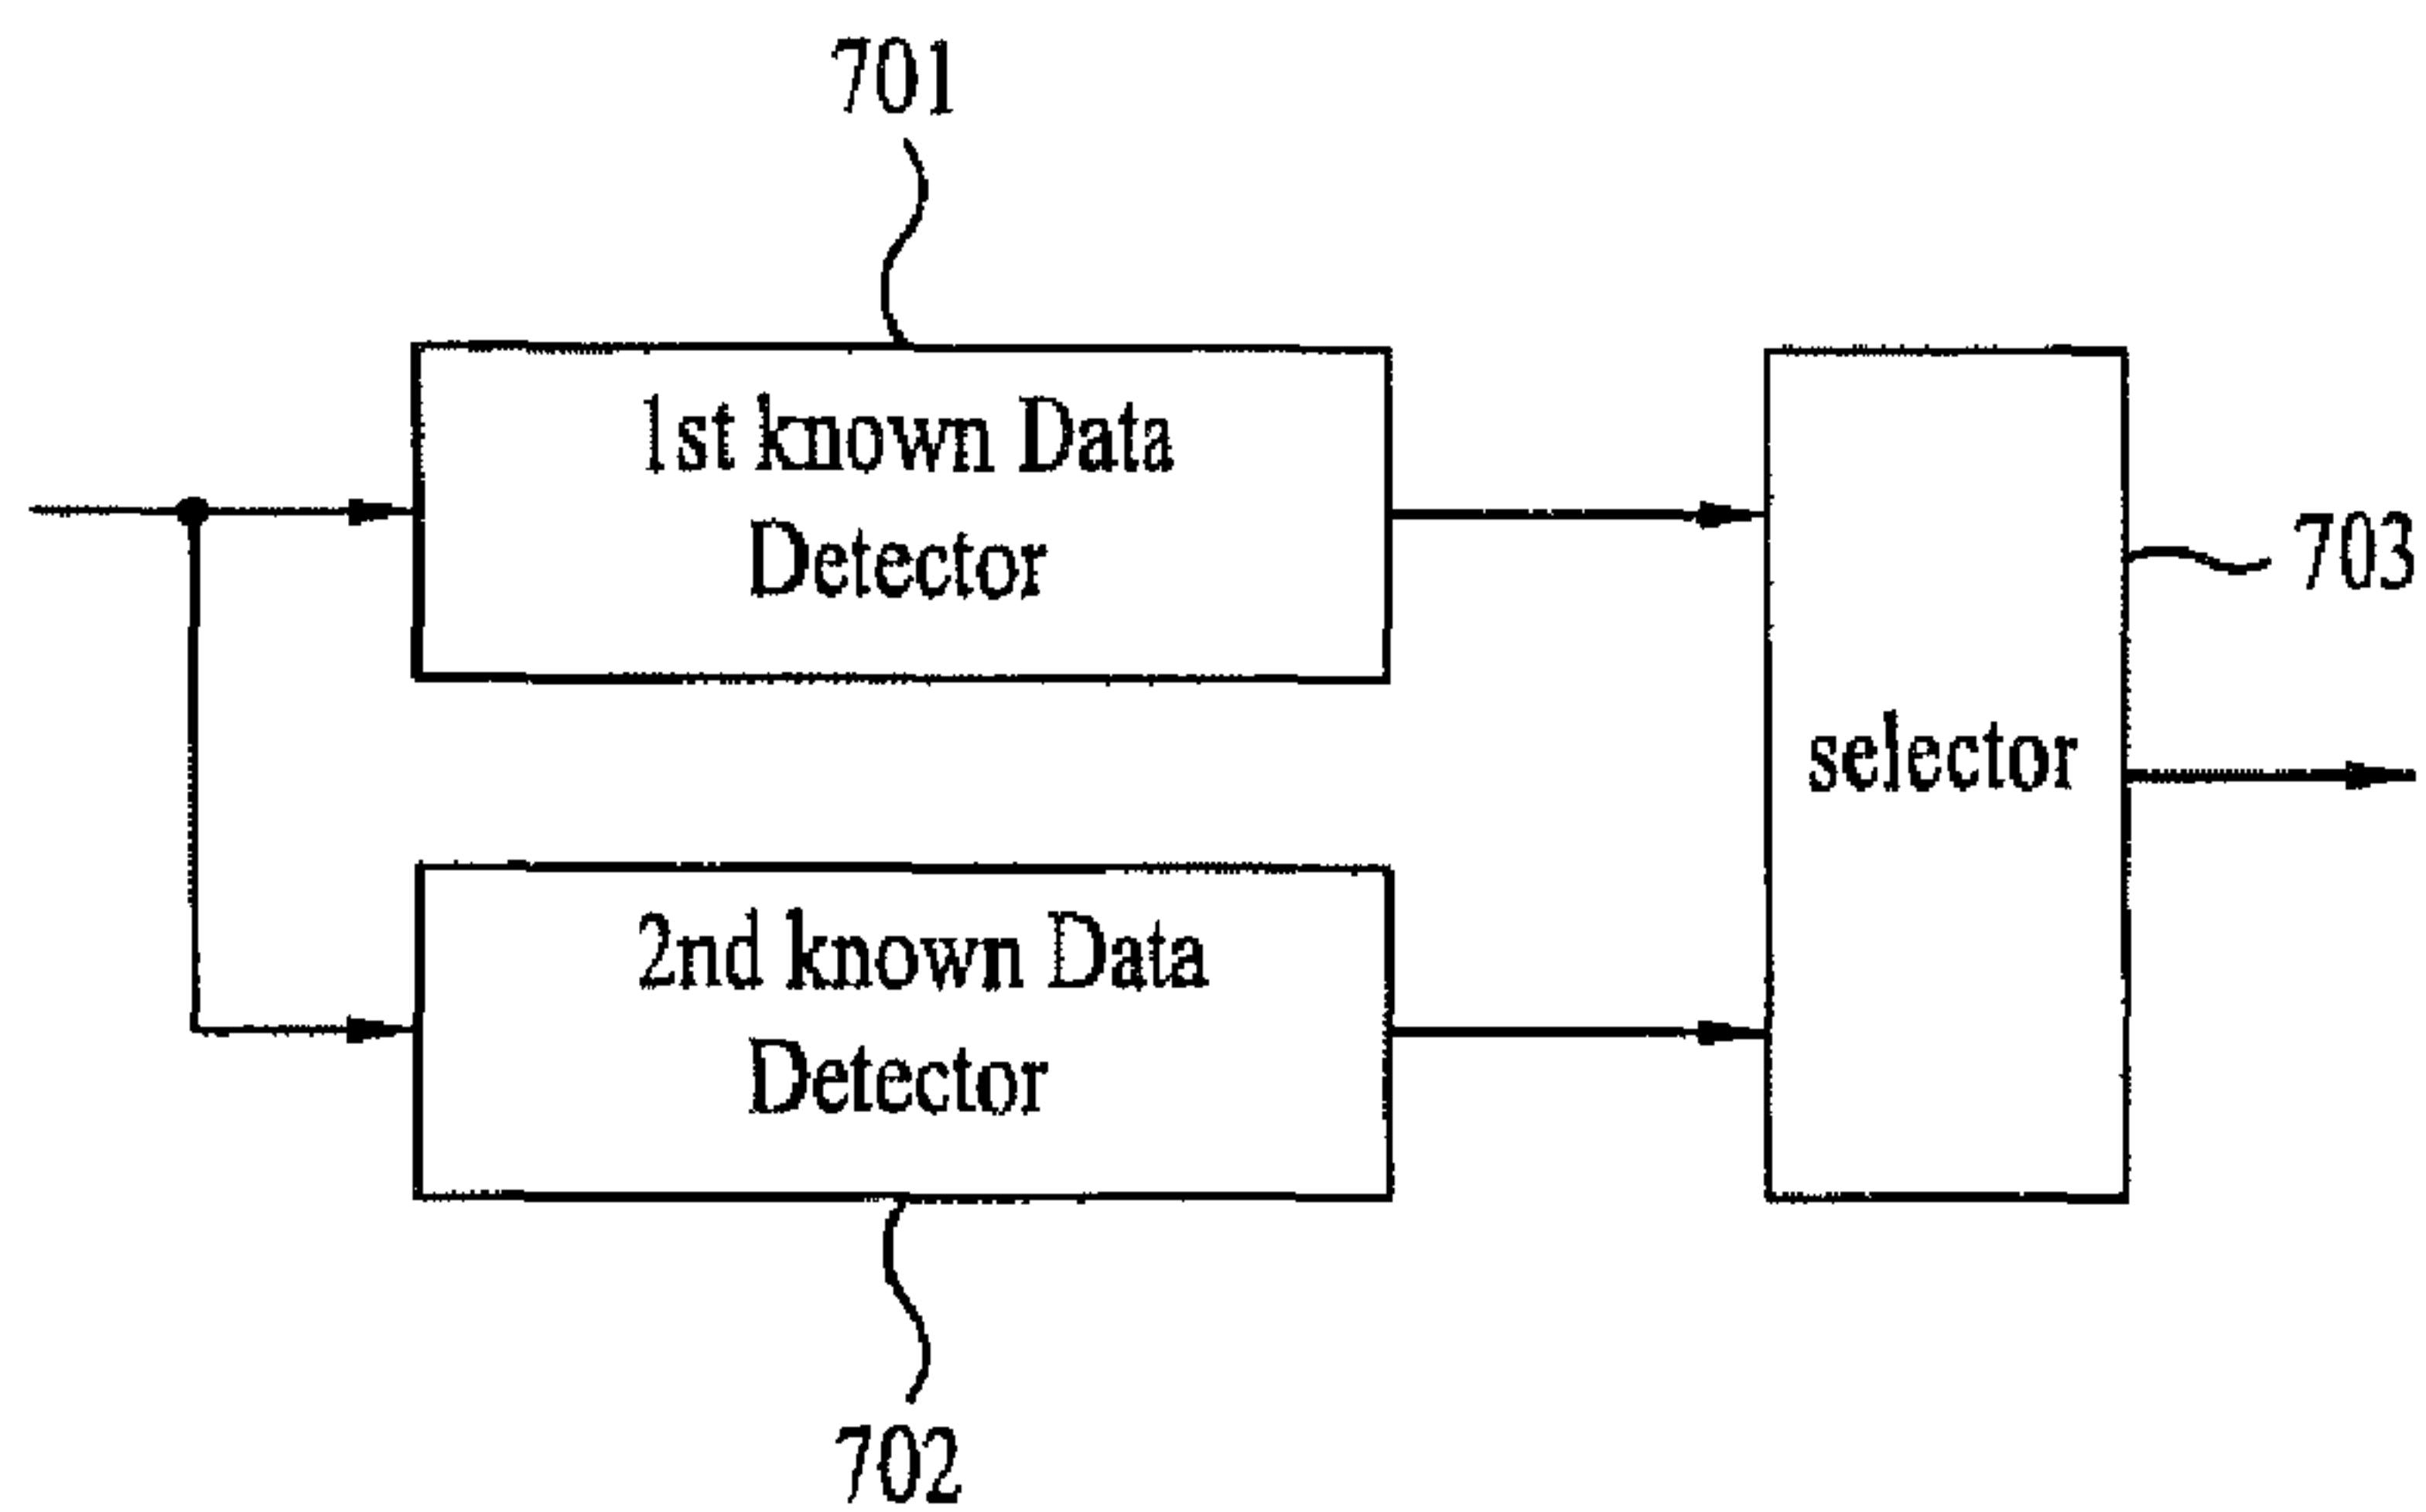 701
1st known Data
Detector
703
selector
2nd known Data
Detector
702